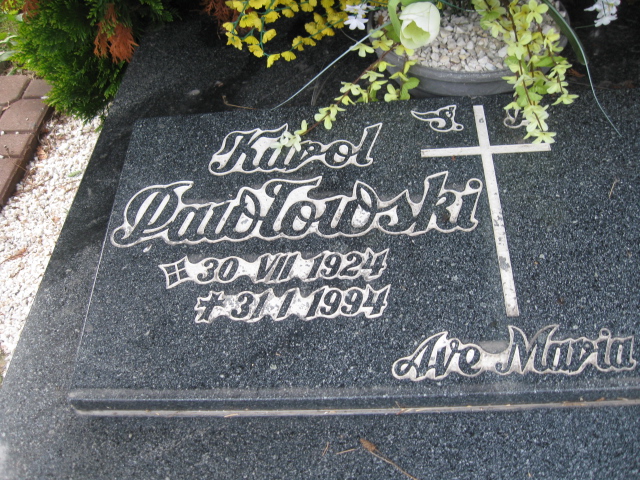 Ś.
Karol
Pawłowski
30 VII 1924
31 I 1994
Ave Maria